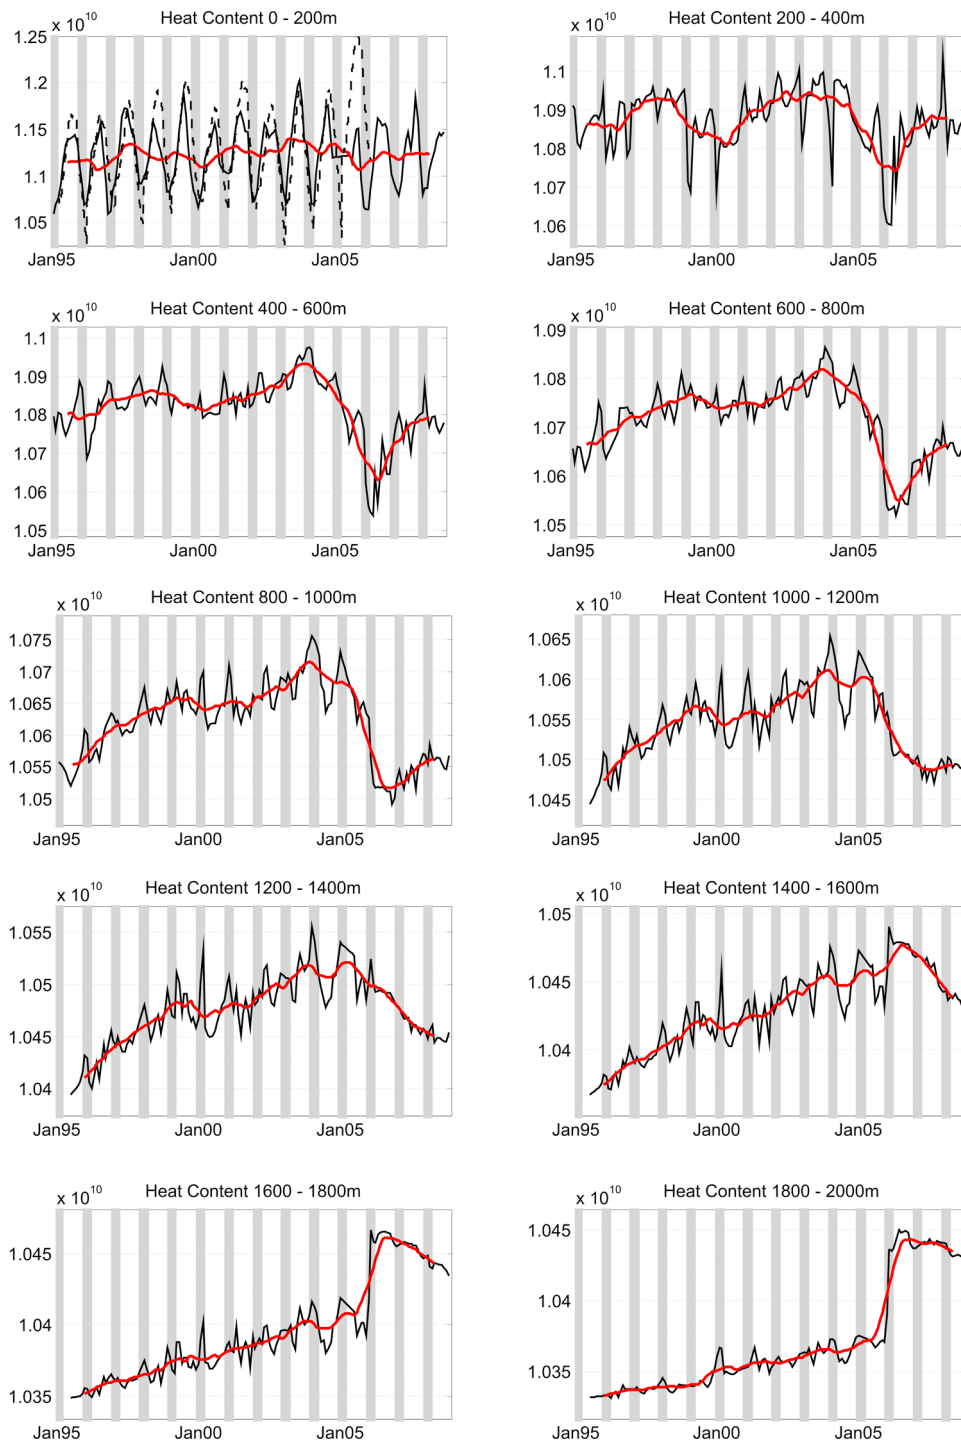 x 10^10 Heat Content 0 - 200m
1.25
1.2
1.15
1.1
1.05
Jan95 Jan00 Jan05
x 10^10 Heat Content 200 - 400m
1.1
1.09
1.08
1.07
1.06
Jan95 Jan00 Jan05
x 10^10 Heat Content 400 - 600m
1.1
1.09
1.08
1.07
1.06
1.05
Jan95 Jan00 Jan05
x 10^10 Heat Content 600 - 800m
1.09
1.08
1.07
1.06
1.05
Jan95 Jan00 Jan05
x 10^10 Heat Content 800 - 1000m
1.075
1.07
1.065
1.06
1.055
1.05
Jan95 Jan00 Jan05
x 10^10 Heat Content 1000 - 1200m
1.065
1.06
1.055
1.05
1.045
Jan95 Jan00 Jan05
x 10^10 Heat Content 1200 - 1400m
1.055
1.05
1.045
1.04
Jan95 Jan00 Jan05
x 10^10 Heat Content 1400 - 1600m
1.05
1.045
1.04
Jan95 Jan00 Jan05
x 10^10 Heat Content 1600 - 1800m
1.045
1.04
1.035
Jan95 Jan00 Jan05
x 10^10 Heat Content 1800 - 2000m
1.045
1.04
1.035
Jan95 Jan00 Jan05